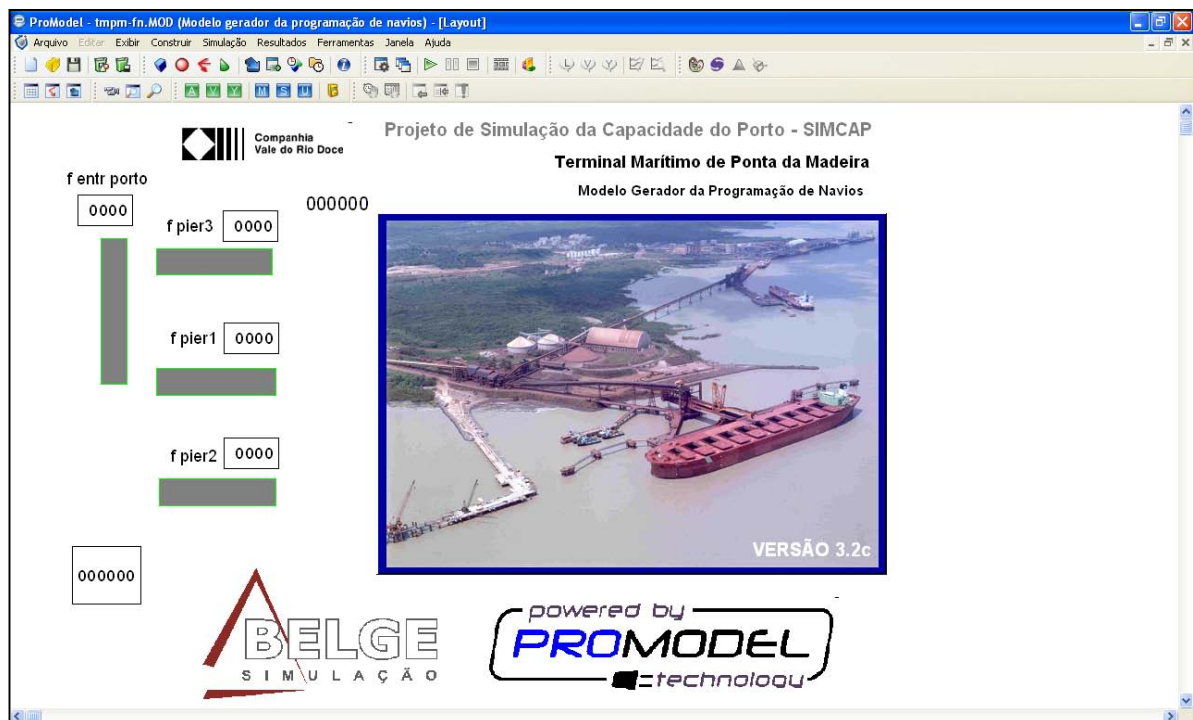 ProModel - tmpm-fn.MOD (Modelo gerador da programação de navios) - [Layout]
Arquivo Editar Exibir Construir Simulação Resultados Ferramentas Janela Ajuda
Companhia
Vale do Rio Doce
Projeto de Simulação da Capacidade do Porto - SIMCAP
Terminal Marítimo de Ponta da Madeira
Modelo Gerador da Programação de Navios
f entr porto
0000
000000
f pier3 0000
f pier1 0000
f pier2 0000
000000
VERSÃO 3.2c
BELGE
SIMULAÇÃO
powered by
PROMODEL
technology